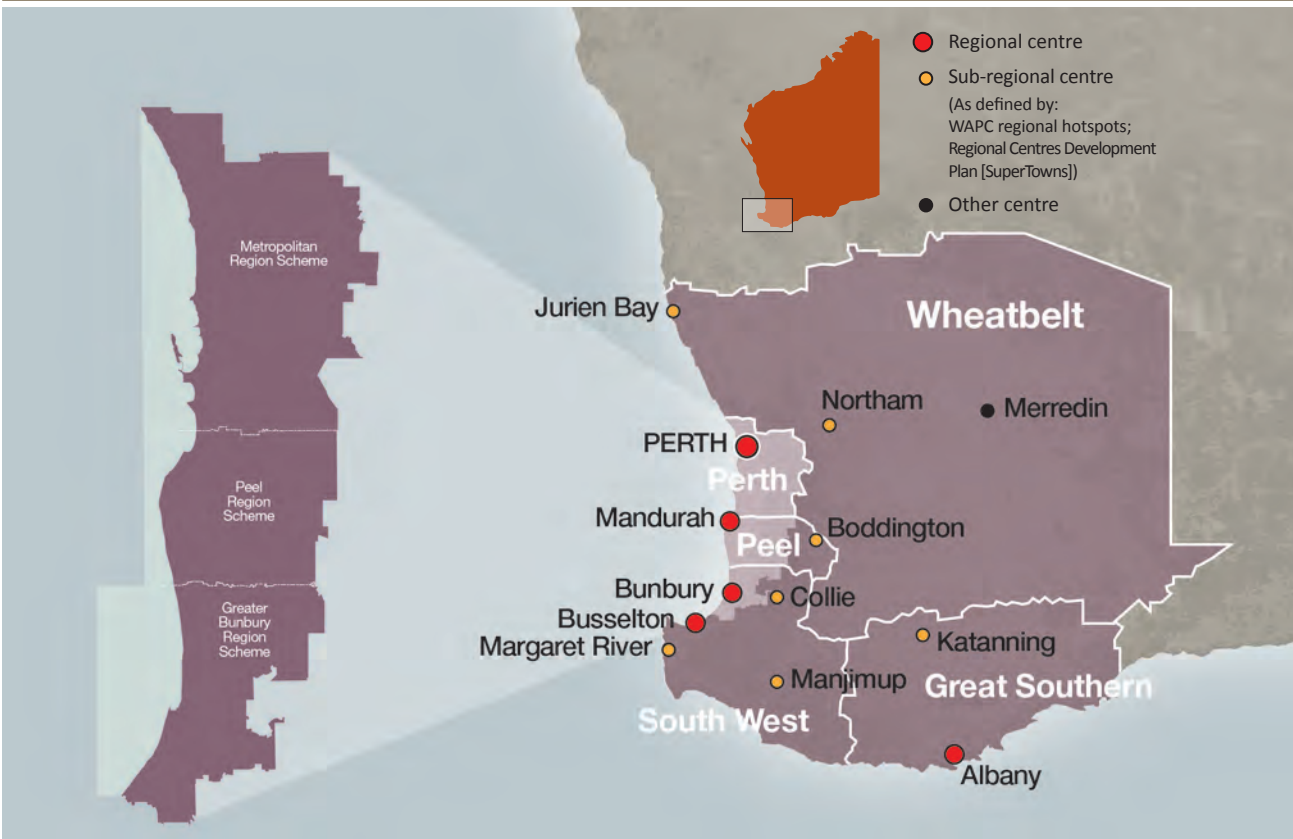 Regional centre
Sub-regional centre
(As defined by:
WAPC regional hotspots;
Regional Centres Development
Plan [SuperTowns])
Other centre
Metropolitan
Region Scheme
Peel
Region
Scheme
Greater
Bunbury
Region
Scheme
Jurien Bay
Wheatbelt
Northam
Merredin
PERTH
Perth
Mandurah
Peel
Boddington
Bunbury
Collie
Busselton
Margaret River
Katanning
Manjimup
Great Southern
South West
Albany